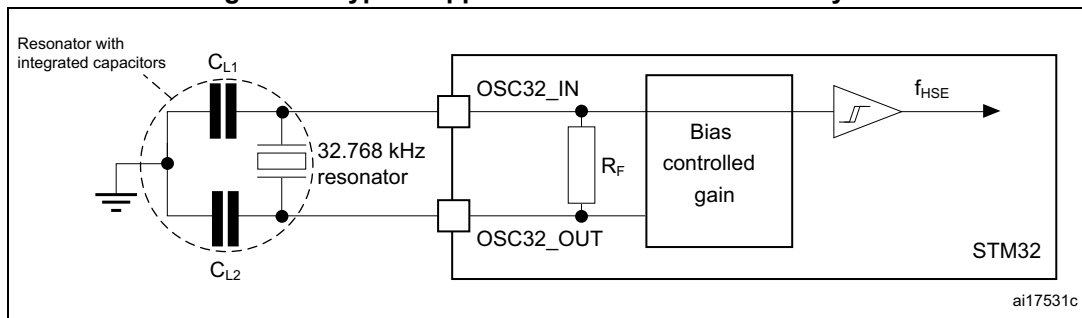 Resonator with
integrated capacitors
CL1
OSC32_IN
fHSE
32.768 kHz
resonator
RF
Bias
controlled
gain
OSC32_OUT
CL2
STM32
ai17531c